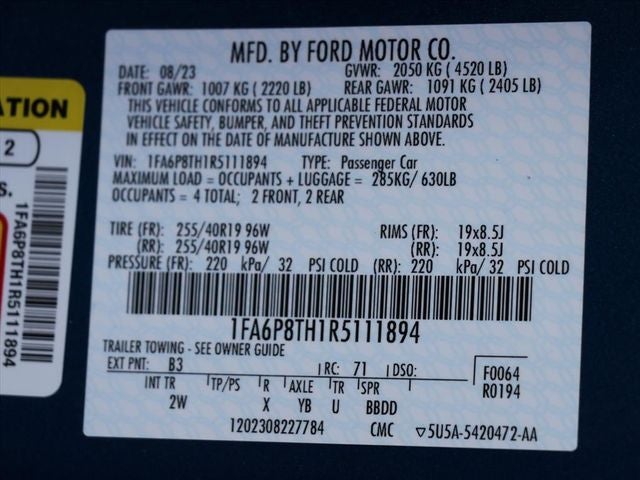 MFD. BY FORD MOTOR CO.
DATE: 08/23 GVWR: 2050 KG ( 4520 LB)
FRONT GAWR: 1007 KG ( 2220 LB) REAR GAWR: 1091 KG ( 2405 LB)
THIS VEHICLE CONFORMS TO ALL APPLICABLE FEDERAL MOTOR
VEHICLE SAFETY, BUMPER, AND THEFT PREVENTION STANDARDS
IN EFFECT ON THE DATE OF MANUFACTURE SHOWN ABOVE.
VIN: 1FA6P8TH1R5111894 TYPE: Passenger Car
MAXIMUM LOAD = OCCUPANTS + LUGGAGE = 285KG/ 630LB
OCCUPANTS = 4 TOTAL; 2 FRONT, 2 REAR
TIRE (FR): 255/40R19 96W RIMS (FR): 19x8.5J
(RR): 255/40R19 96W (RR): 19x8.5J
PRESSURE (FR): 220 kPa/ 32 PSI COLD (RR): 220 kPa/ 32 PSI COLD
1FA6P8TH1R5111894
TRAILER TOWING - SEE OWNER GUIDE
EXT PNT: B3 RC: 71 DSO: F0064
R0194
INT TR TP/PS R AXLE TR SPR
2W X YB U BBDD
1202308227784 CMC ▽5U5A-5420472-AA
ATION
2
s.
1FA6P8TH1R5111894